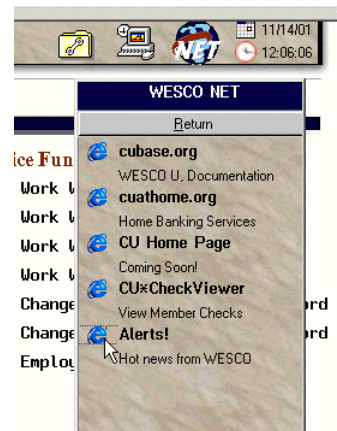 11/14/01
NET
12:06:06
WESCO NET
Return
cubase.org
ice Fun
WESCO U, Documentation
Work
cuathome.org
Work
Home Banking Services
CU Home Page
Work
Coming Soon!
Work
CU*CheckViewer
Change
View Member Checks
rd
Change
Alerts!
rd
Hot news from WESCO
Employ